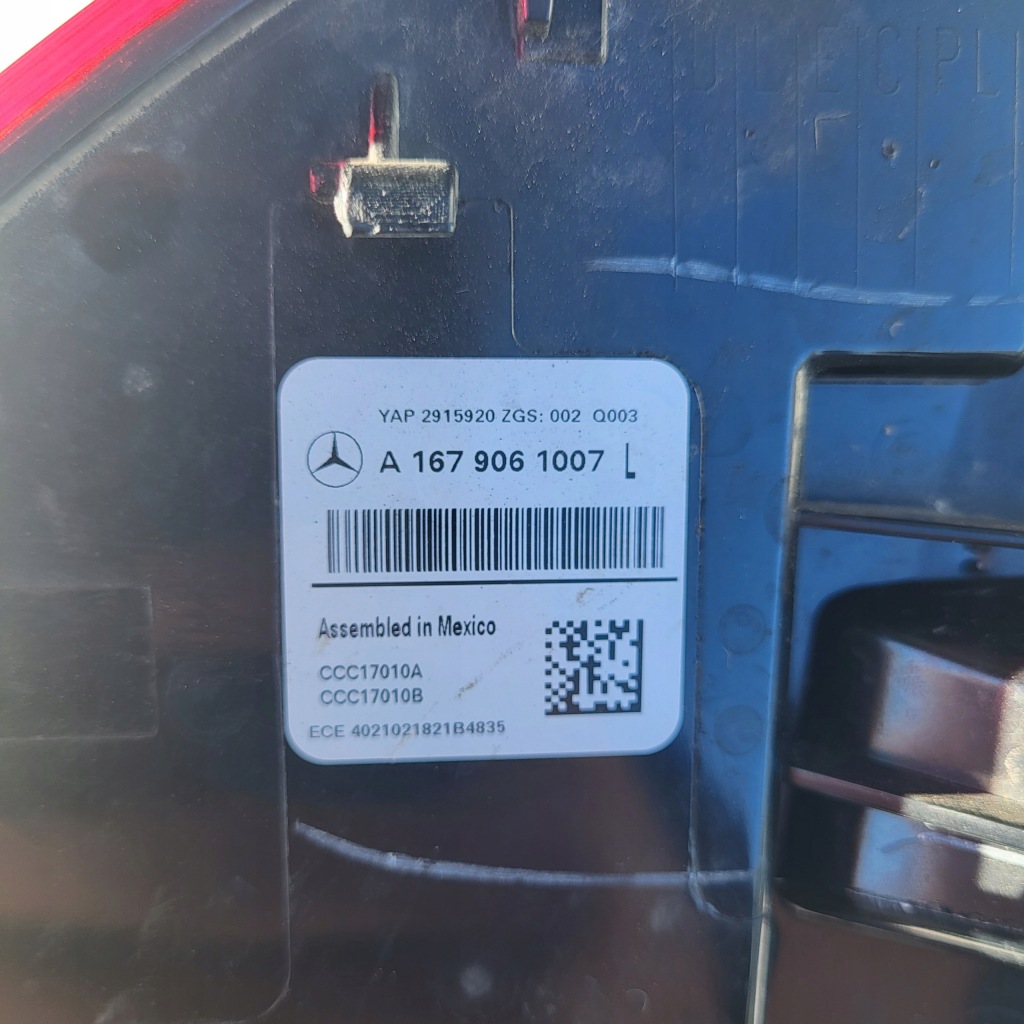 YAP 2915920 ZGS: 002 Q003
A 167 906 1007 L
Assembled in Mexico
CCC17010A
CCC17010B
ECE 4021021821B4835